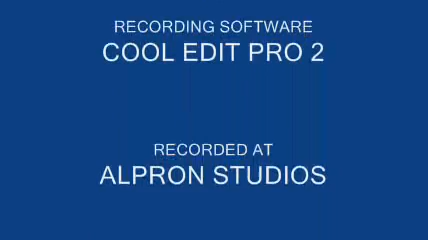 RECORDING SOFTWARE
COOL EDIT PRO 2
RECORDED AT
ALPRON STUDIOS